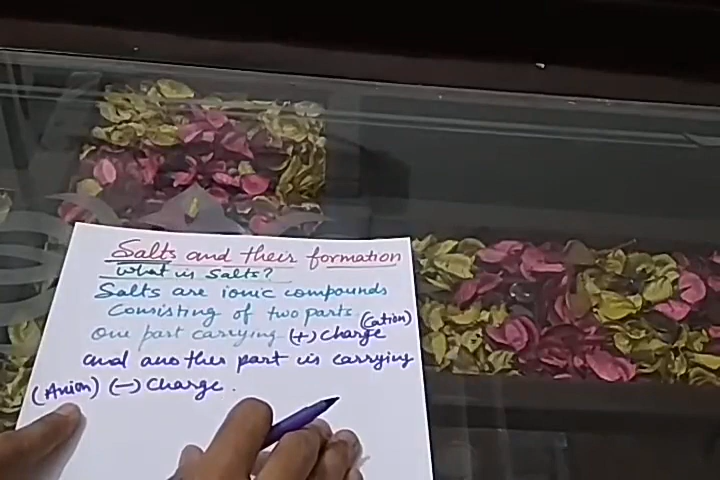 Salts and their formation
what is salts?
Salts are ionic compounds
Consisting of two parts
One part carrying (+) charge (Cation)
and another part is carrying
(Anion) (-) Charge.